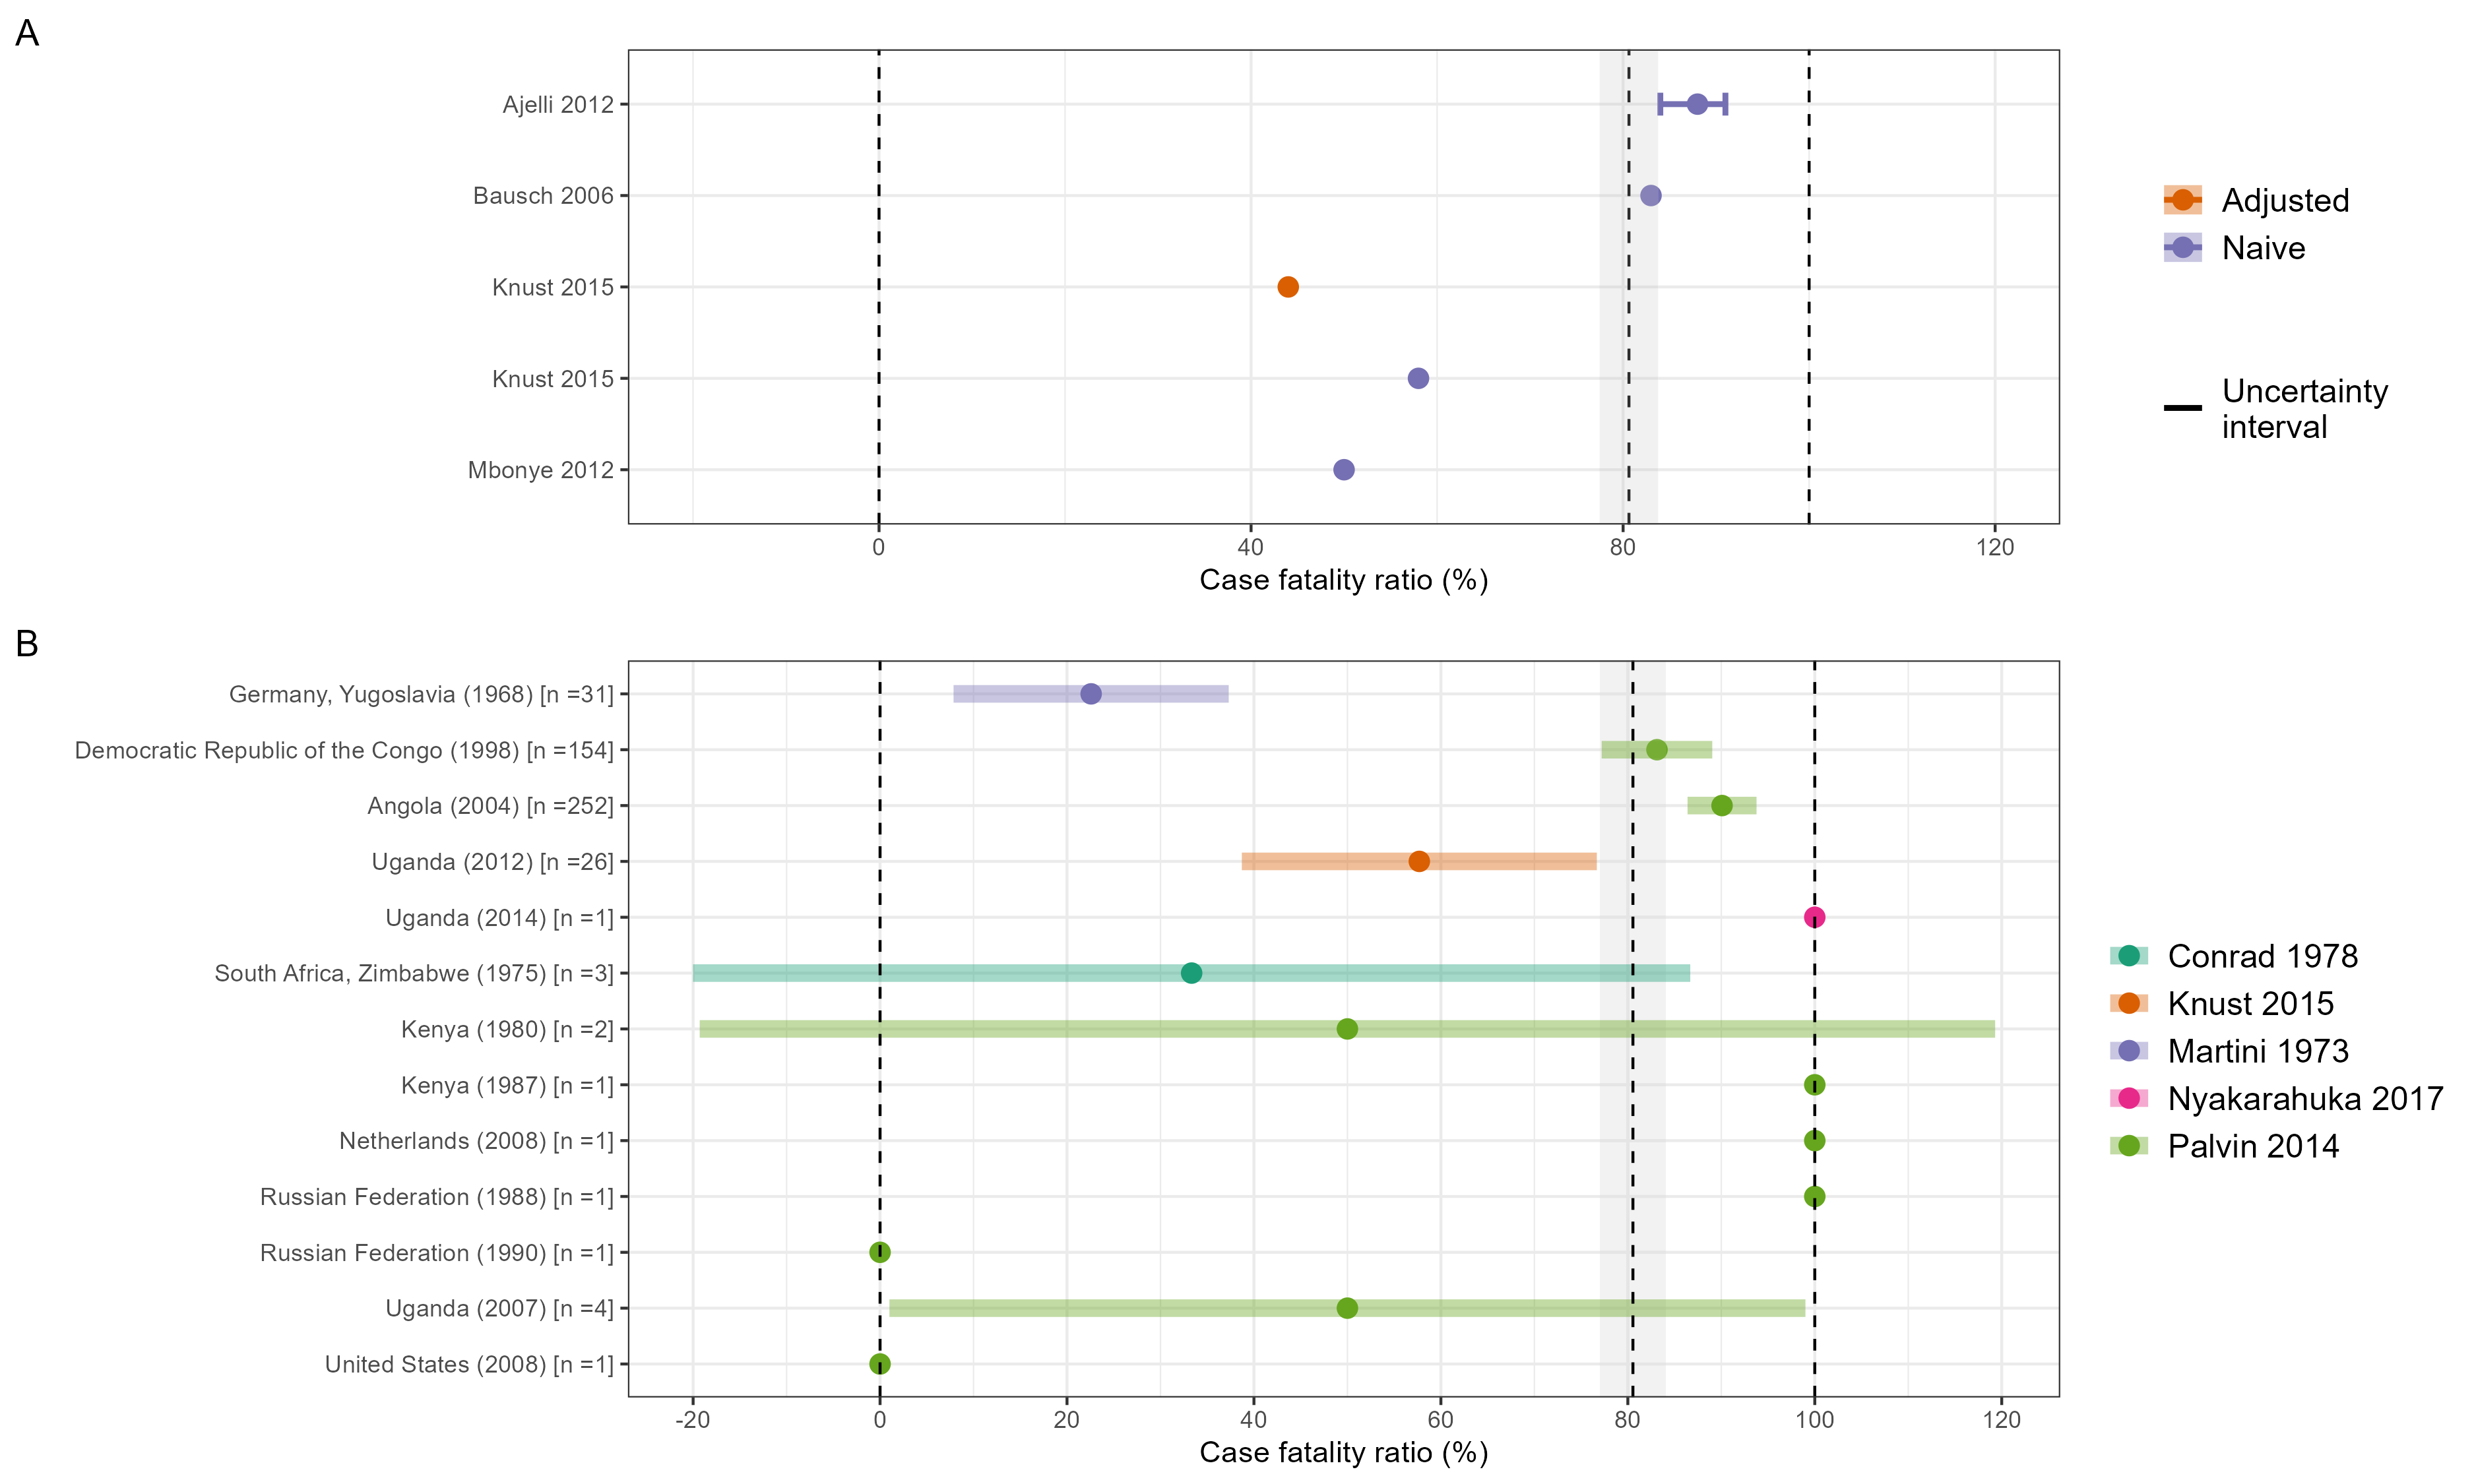 A
Ajelli 2012
Bausch 2006
Knust 2015
Knust 2015
Mbonye 2012
0 40 80 120
Case fatality ratio (%)
Adjusted
Naive
Uncertainty
interval
B
Germany, Yugoslavia (1968) [n =31]
Democratic Republic of the Congo (1998) [n =154]
Angola (2004) [n =252]
Uganda (2012) [n =26]
Uganda (2014) [n =1]
South Africa, Zimbabwe (1975) [n =3]
Kenya (1980) [n =2]
Kenya (1987) [n =1]
Netherlands (2008) [n =1]
Russian Federation (1988) [n =1]
Russian Federation (1990) [n =1]
Uganda (2007) [n =4]
United States (2008) [n =1]
-20 0 20 40 60 80 100 120
Case fatality ratio (%)
Conrad 1978
Knust 2015
Martini 1973
Nyakarahuka 2017
Palvin 2014